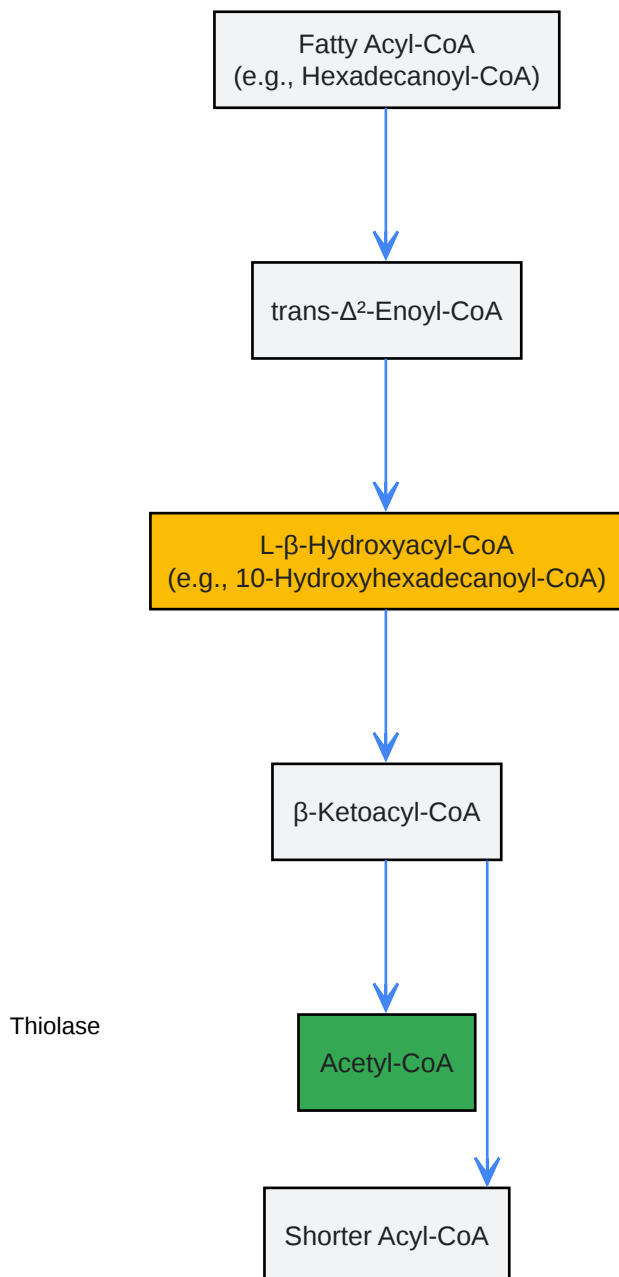 Fatty Acyl-CoA
(e.g., Hexadecanoyl-CoA)
trans-Δ²-Enoyl-CoA
L-β-Hydroxyacyl-CoA
(e.g., 10-Hydroxyhexadecanoyl-CoA)
β-Ketoacyl-CoA
Thiolase
Acetyl-CoA
Shorter Acyl-CoA